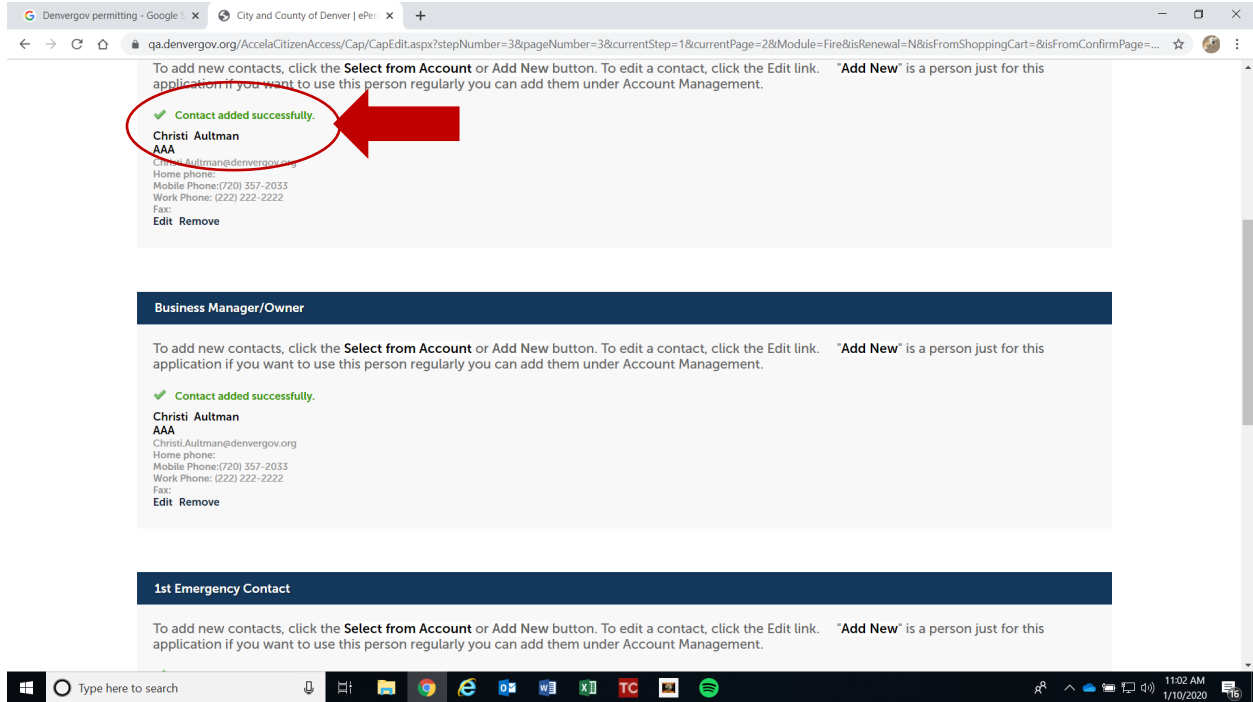 Denvergov permitting - Google S
City and County of Denver | ePer
qa.denvergov.org/AccelaCitizenAccess/Cap/CapEdit.aspx?stepNumber=3&pageNumber=3&currentStep=1&currentPage=2&Module=Fire&isRenewal=N&isFromShoppingCart=&isFromConfirmPage=...
To add new contacts, click the Select from Account or Add New button. To edit a contact, click the Edit link. "Add New" is a person just for this
application if you want to use this person regularly you can add them under Account Management.
Contact added successfully.
Christi Aultman
AAA
Christi.Aultman@denvergov.org
Home phone:
Mobile Phone:(720) 357-2033
Work Phone: (222) 222-2222
Fax:
Edit Remove
Business Manager/Owner
To add new contacts, click the Select from Account or Add New button. To edit a contact, click the Edit link. "Add New" is a person just for this
application if you want to use this person regularly you can add them under Account Management.
Contact added successfully.
Christi Aultman
AAA
Christi.Aultman@denvergov.org
Home phone:
Mobile Phone:(720) 357-2033
Work Phone: (222) 222-2222
Fax:
Edit Remove
1st Emergency Contact
To add new contacts, click the Select from Account or Add New button. To edit a contact, click the Edit link. "Add New" is a person just for this
application if you want to use this person regularly you can add them under Account Management.
Type here to search
TC
11:02 AM
1/10/2020
16